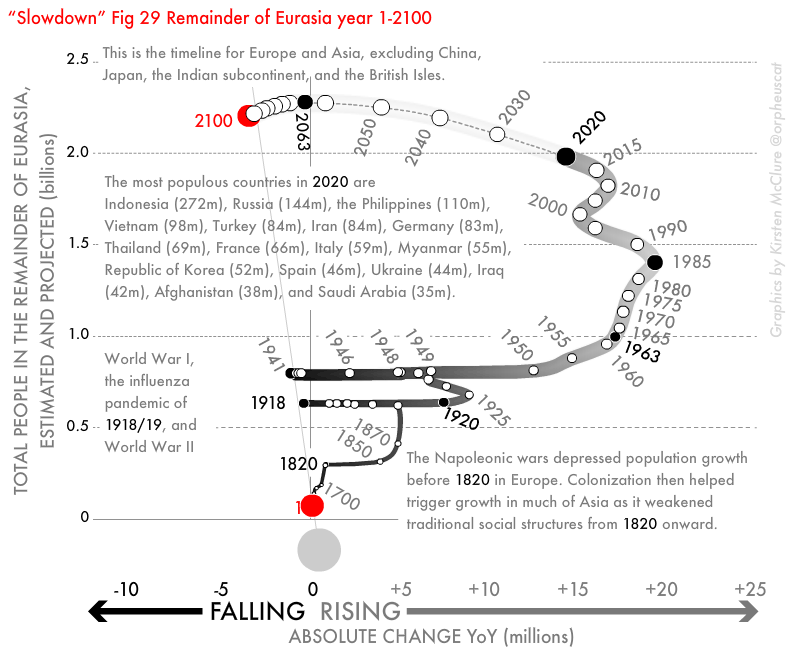 “Slowdown” Fig 29 Remainder of Eurasia year 1-2100
This is the timeline for Europe and Asia, excluding China,
Japan, the Indian subcontinent, and the British Isles.
TOTAL PEOPLE IN THE REMAINDER OF EURASIA,
ESTIMATED AND PROJECTED (billions)
2.5
2.0
1.5
1.0
0.5
0
2100
2063
2050
2040
2030
2020
2015
2010
2000
1990
1985
1980
1975
1970
1965
1963
1960
1955
1950
1949
1948
1946
1941
The most populous countries in 2020 are
Indonesia (272m), Russia (144m), the Philippines (110m),
Vietnam (98m), Turkey (84m), Iran (84m), Germany (83m),
Thailand (69m), France (66m), Italy (59m), Myanmar (55m),
Republic of Korea (52m), Spain (46m), Ukraine (44m), Iraq
(42m), Afghanistan (38m), and Saudi Arabia (35m).
World War I,
the influenza
pandemic of
1918/19, and
World War II
1918
1920
1925
1870
1850
1820
1700
1
The Napoleonic wars depressed population growth
before 1820 in Europe. Colonization then helped
trigger growth in much of Asia as it weakened
traditional social structures from 1820 onward.
-10
-5
0
+5
+10
+15
+20
+25
FALLING RISING
ABSOLUTE CHANGE YoY (millions)
Graphics by Kirsten McClure @orpheuscat